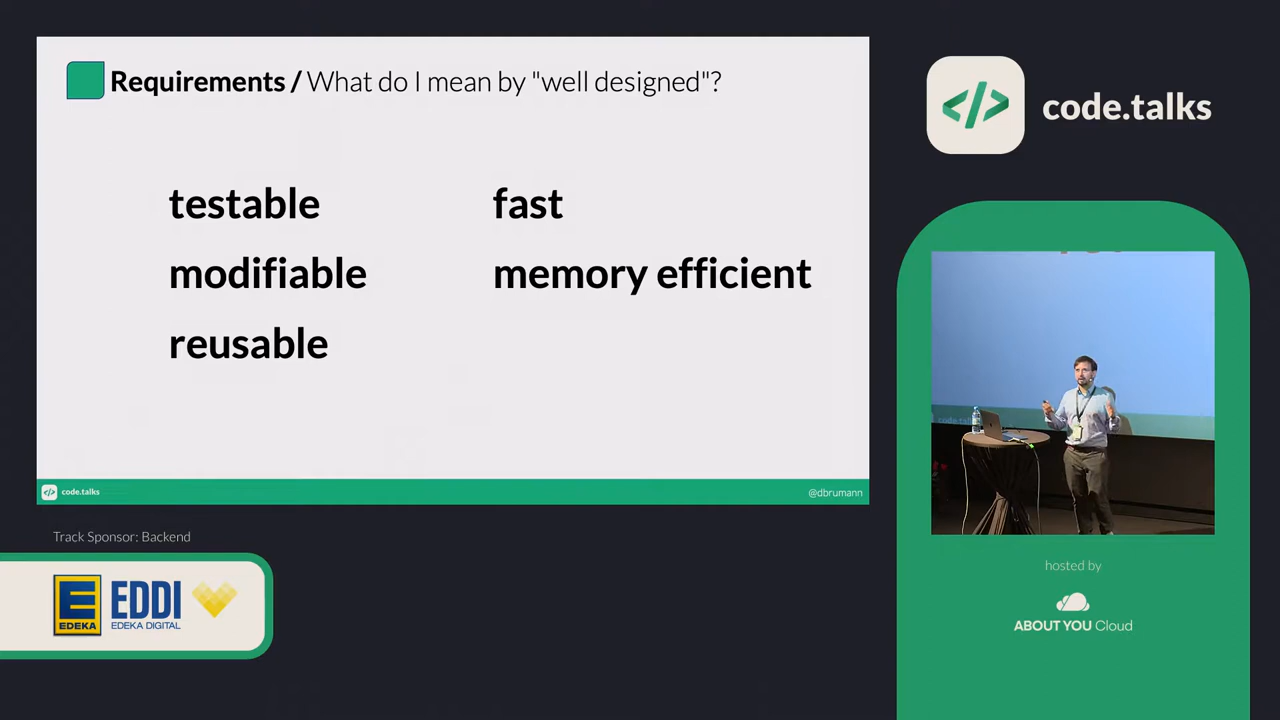 Requirements / What do I mean by "well designed"?
testable
modifiable
reusable
fast
memory efficient
code.talks
@dbrumann
code.talks
Track Sponsor: Backend
E
EDEKA
EDDI
EDEKA DIGITAL
hosted by
ABOUT YOU Cloud